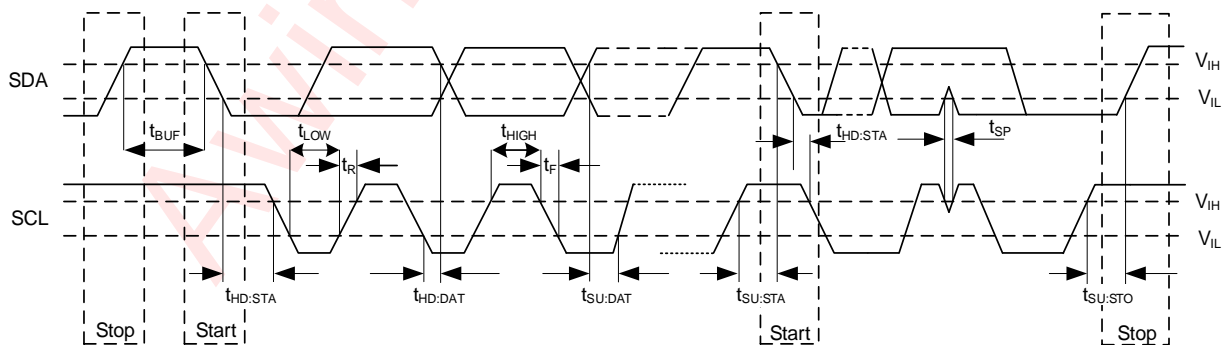 Awin
SDA
V_IH
V_IL
t_BUF
t_LOW
t_R
t_HIGH
t_F
t_HD:STA
t_SP
SCL
V_IH
V_IL
t_HD:STA
t_HD:DAT
t_SU:DAT
t_SU:STA
t_SU:STO
Stop
Start
Start
Stop